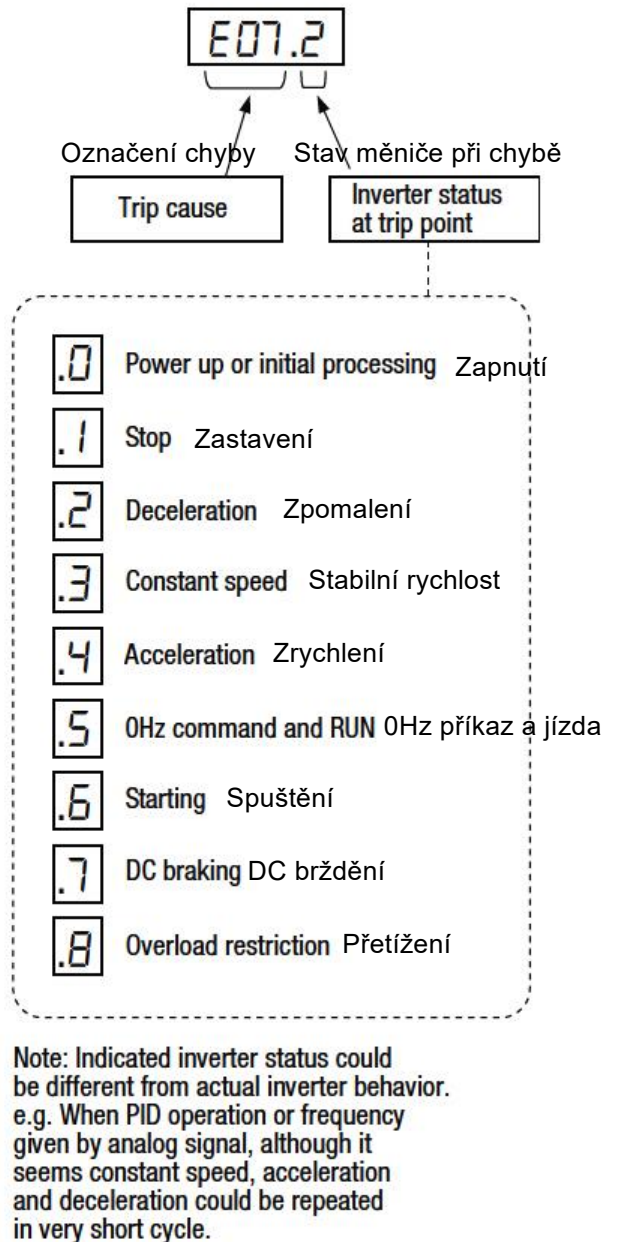 E07.2
Označení chyby Stav měniče při chybě
Trip cause
Inverter status
at trip point
.0 Power up or initial processing Zapnutí
.1 Stop Zastavení
.2 Deceleration Zpomalení
.3 Constant speed Stabilní rychlost
.4 Acceleration Zrychlení
.5 0Hz command and RUN 0Hz příkaz a jízda
.6 Starting Spuštění
.7 DC braking DC brždění
.8 Overload restriction Přetížení
Note: Indicated inverter status could
be different from actual inverter behavior.
e.g. When PID operation or frequency
given by analog signal, although it
seems constant speed, acceleration
and deceleration could be repeated
in very short cycle.